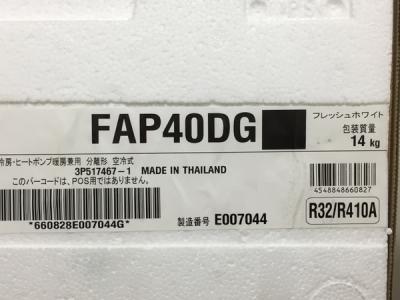 FAP40DG
フレッシュホワイト
包装質量
14 kg
冷房・ヒートポンプ暖房兼用 分離形 空冷式
3P517467-1 MADE IN THAILAND
このバーコードは、POS用ではありません。
4548848660827
*660828E007044G*
製造番号 E007044
R32/R410A